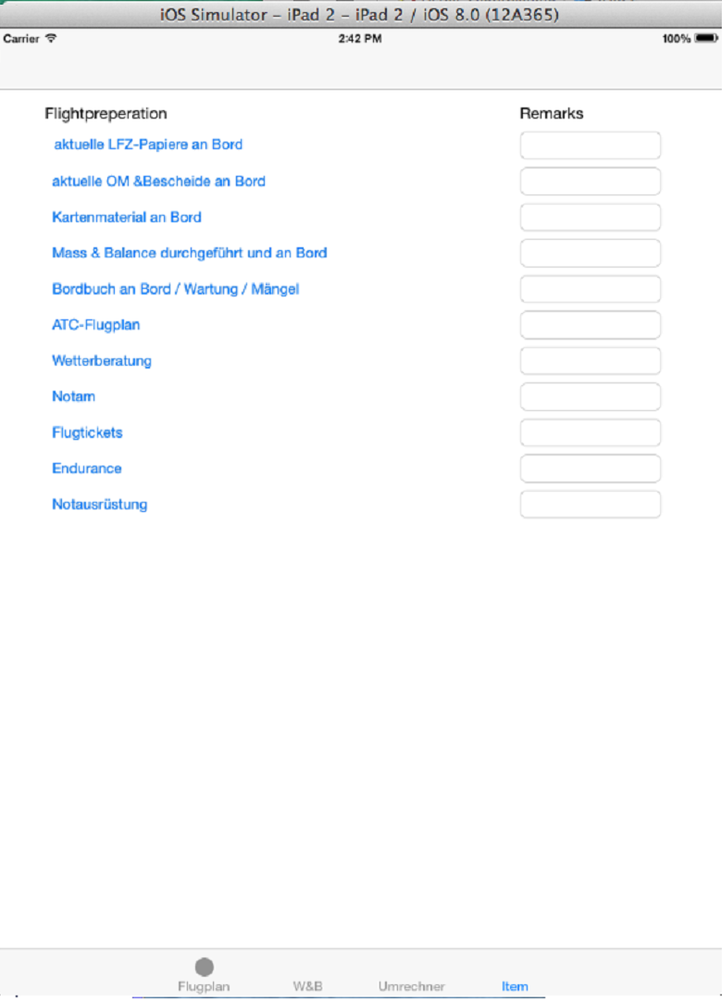 iOS Simulator – iPad 2 – iPad 2 / iOS 8.0 (12A365)
Carrier 2:42 PM 100%
Flightpreperation Remarks
aktuelle LFZ-Papiere an Bord
aktuelle OM &Bescheide an Bord
Kartenmaterial an Bord
Mass & Balance durchgeführt und an Bord
Bordbuch an Bord / Wartung / Mängel
ATC-Flugplan
Wetterberatung
Notam
Flugtickets
Endurance
Notausrüstung
Flugplan W&B Umrechner Item